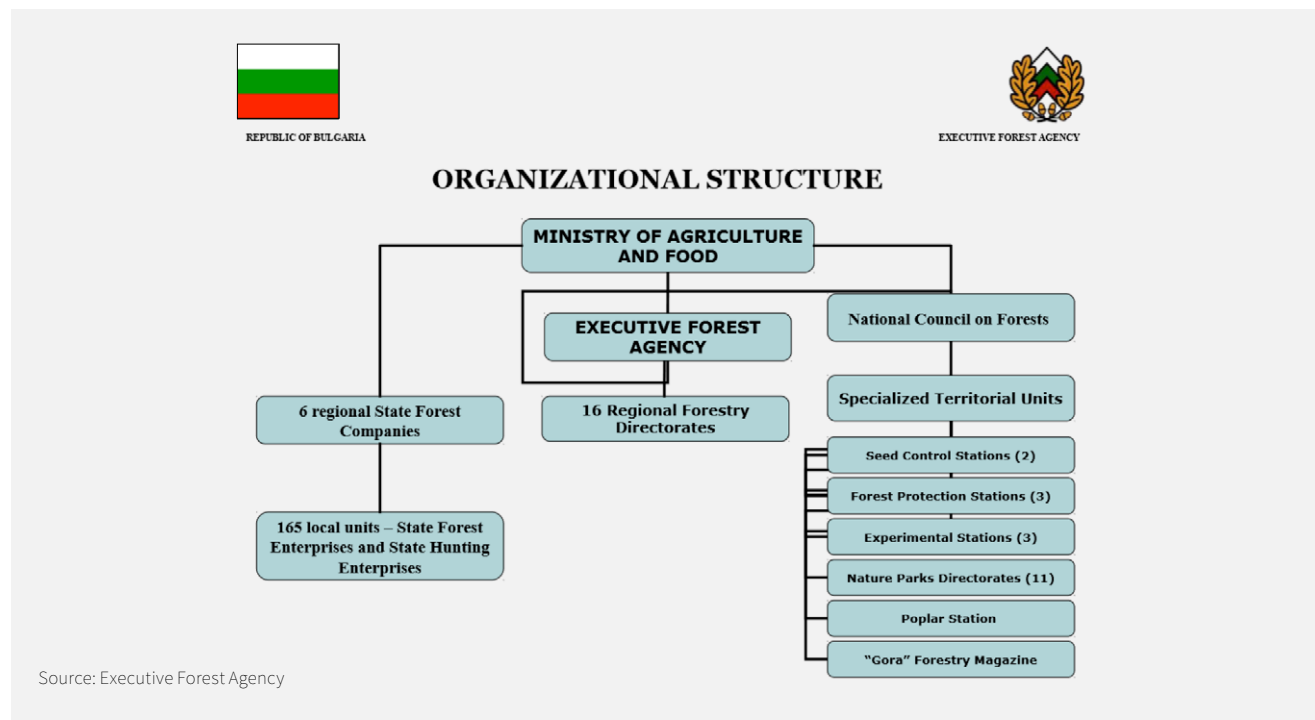 REPUBLIC OF BULGARIA
EXECUTIVE FOREST AGENCY
ORGANIZATIONAL STRUCTURE
MINISTRY OF AGRICULTURE
AND FOOD
EXECUTIVE FOREST
AGENCY
National Council on Forests
6 regional State Forest
Companies
16 Regional Forestry
Directorates
Specialized Territorial Units
165 local units – State Forest
Enterprises and State Hunting
Enterprises
Seed Control Stations (2)
Forest Protection Stations (3)
Experimental Stations (3)
Nature Parks Directorates (11)
Poplar Station
“Gora” Forestry Magazine
Source: Executive Forest Agency